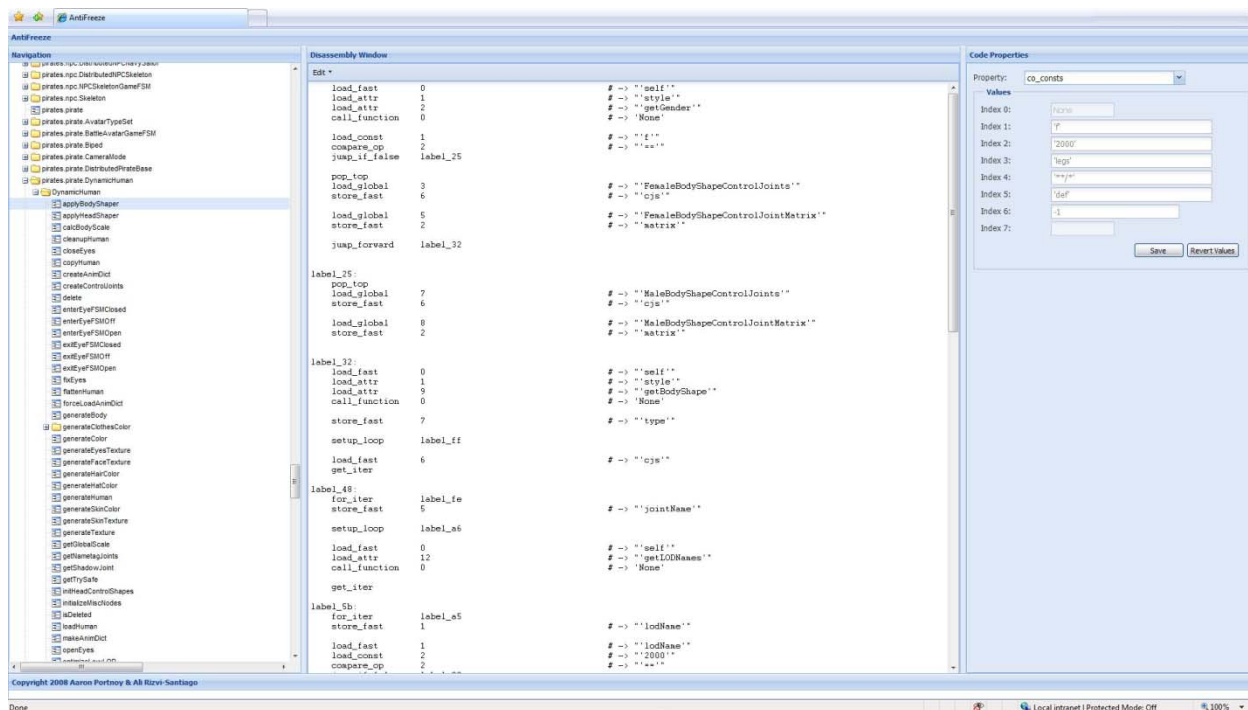 AntiFreeze
AntiFreeze
Navigation
pirates.npc.DistributedNPCSkeleton
pirates.npc.NPCSkeletonGameFSM
pirates.npc.Skeleton
pirates.pirate
pirates.pirate.AvatarTypeSet
pirates.pirate.BattleAvatarGameFSM
pirates.pirate.Biped
pirates.pirate.CameraMode
pirates.pirate.DistributedPirateBase
pirates.pirate.DynamicHuman
DynamicHuman
applyBodyShaper
applyHeadShaper
calcBodyScale
cleanupHuman
closeEyes
copyHuman
createAnimDict
createControlJoints
delete
enterEyeFSMClosed
enterEyeFSMOff
enterEyeFSMOpen
exitEyeFSMClosed
exitEyeFSMOff
exitEyeFSMOpen
fixEyes
flattenHuman
forceLoadAnimDict
generateBody
generateClothesColor
generateColor
generateEyesTexture
generateFaceTexture
generateHairColor
generateHatColor
generateHuman
generateSkinColor
generateSkinTexture
generateTexture
getGlobalScale
getNametagJoints
getShadowJoint
getTrySafe
initHeadControlShapes
initializeMiscNodes
isDeleted
loadHuman
makeAnimDict
openEyes
Disassembly Window
Edit
load_fast 0 # -> "'self'"
load_attr 1 # -> "'style'"
load_attr 2 # -> "'getGender'"
call_function 0 # -> 'None'
load_const 1 # -> "'f'"
compare_op 2 # -> "'=='"
jump_if_false label_25
pop_top
load_global 3 # -> "'FemaleBodyShapeControlJoints'"
store_fast 6 # -> "'cjs'"
load_global 5 # -> "'FemaleBodyShapeControlJointMatrix'"
store_fast 2 # -> "'matrix'"
jump_forward label_32
label_25:
pop_top
load_global 7 # -> "'MaleBodyShapeControlJoints'"
store_fast 6 # -> "'cjs'"
load_global 8 # -> "'MaleBodyShapeControlJointMatrix'"
store_fast 2 # -> "'matrix'"
label_32:
load_fast 0 # -> "'self'"
load_attr 1 # -> "'style'"
load_attr 9 # -> "'getBodyShape'"
call_function 0 # -> 'None'
store_fast 7 # -> "'type'"
setup_loop label_ff
load_fast 6 # -> "'cjs'"
get_iter
label_48:
for_iter label_fe
store_fast 5 # -> "'jointName'"
setup_loop label_a6
load_fast 0 # -> "'self'"
load_attr 12 # -> "'getLODNames'"
call_function 0 # -> 'None'
get_iter
label_5b:
for_iter label_a5
store_fast 1 # -> "'lodName'"
load_fast 1 # -> "'lodName'"
load_const 2 # -> "'2000'"
compare_op 2 # -> "'=='"
Code Properties
Property: co_consts
Values
Index 0: None
Index 1: 'f'
Index 2: '2000'
Index 3: 'legs'
Index 4: '**/*'
Index 5: 'def'
Index 6: -1
Index 7:
Save Revert Values
Copyright 2008 Aaron Portnoy & Ali Rizvi-Santiago
Done Local intranet | Protected Mode: Off 100%